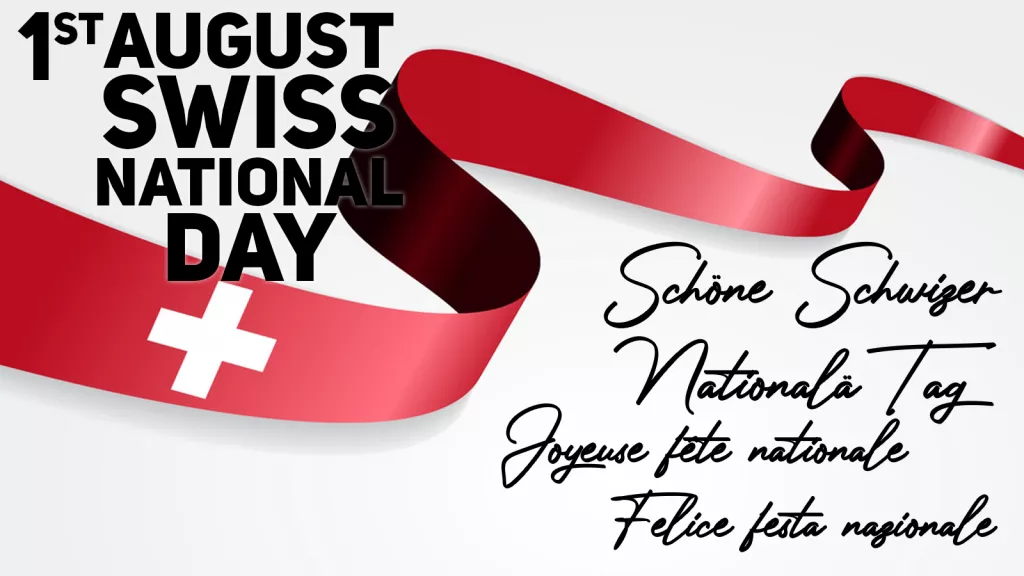 1ST AUGUST
SWISS
NATIONAL
DAY
Schöne Schwizer
Nationalä Tag
Joyeuse fête nationale
Felice festa nazionale